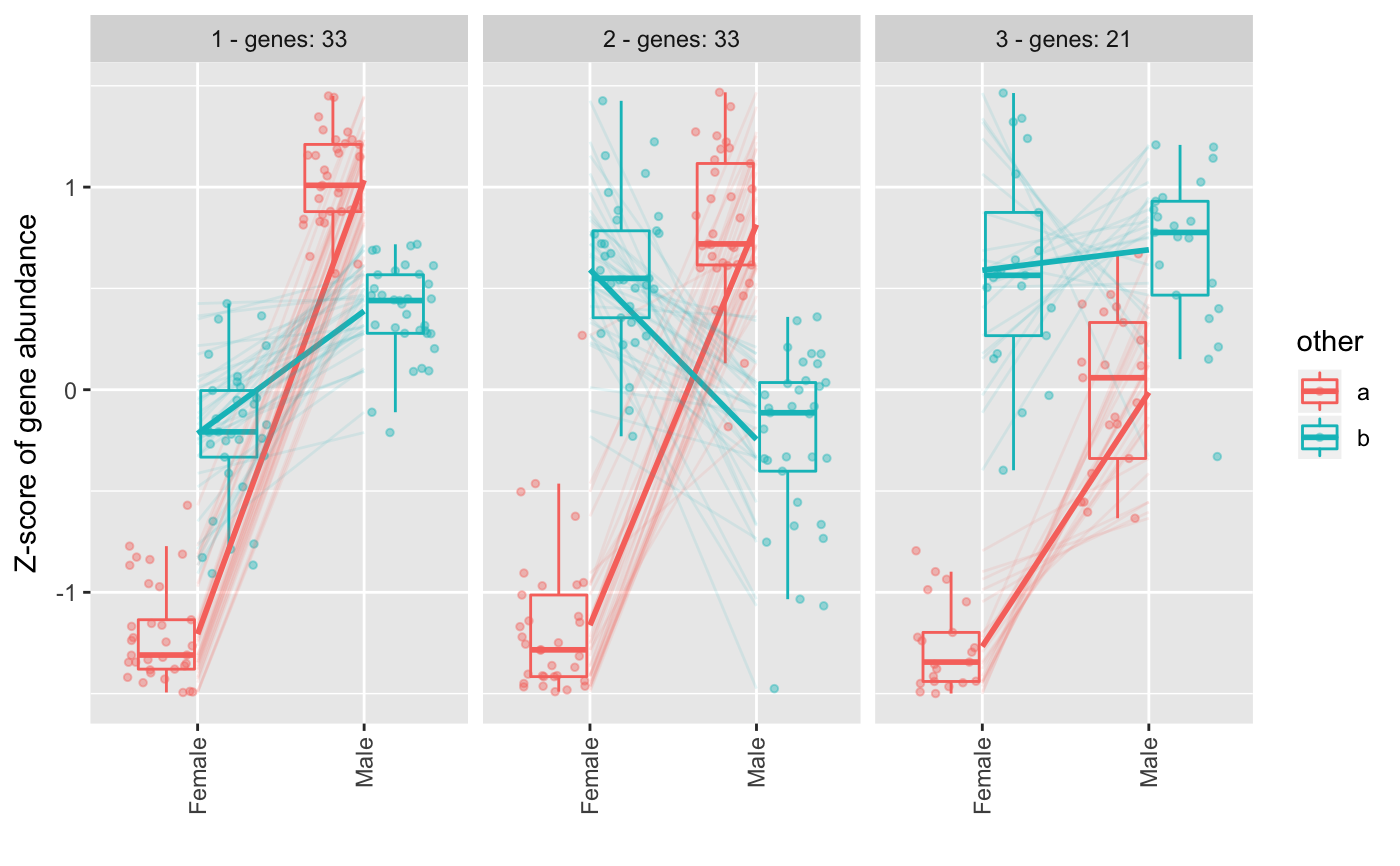 1 - genes: 33
2 - genes: 33
3 - genes: 21
Z-score of gene abundance
1
0
-1
Female
Male
Female
Male
Female
Male
other
a
b